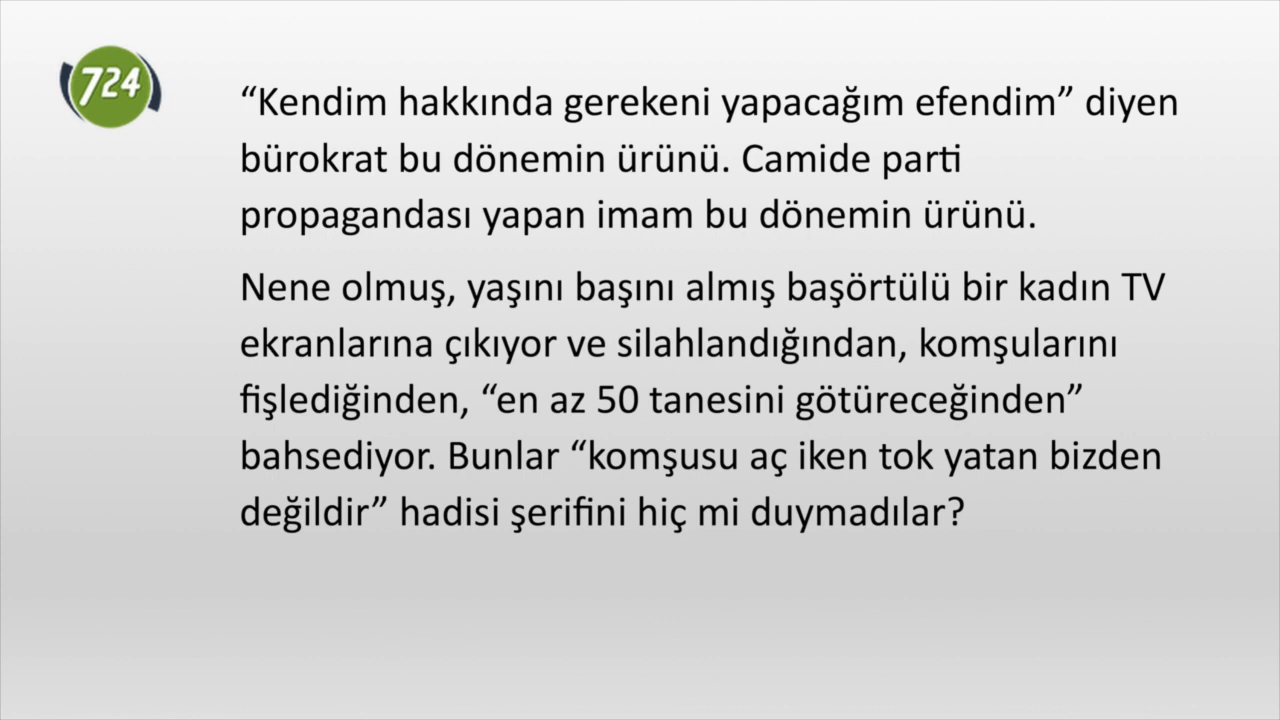 724
“Kendim hakkında gerekeni yapacağım efendim” diyen
bürokrat bu dönemin ürünü. Camide parti
propagandası yapan imam bu dönemin ürünü.
Nene olmuş, yaşını başını almış başörtülü bir kadın TV
ekranlarına çıkıyor ve silahlandığından, komşularını
fişlediğinden, “en az 50 tanesini götüreceğinden”
bahsediyor. Bunlar “komşusu aç iken tok yatan bizden
değildir” hadisi şerifini hiç mi duymadılar?